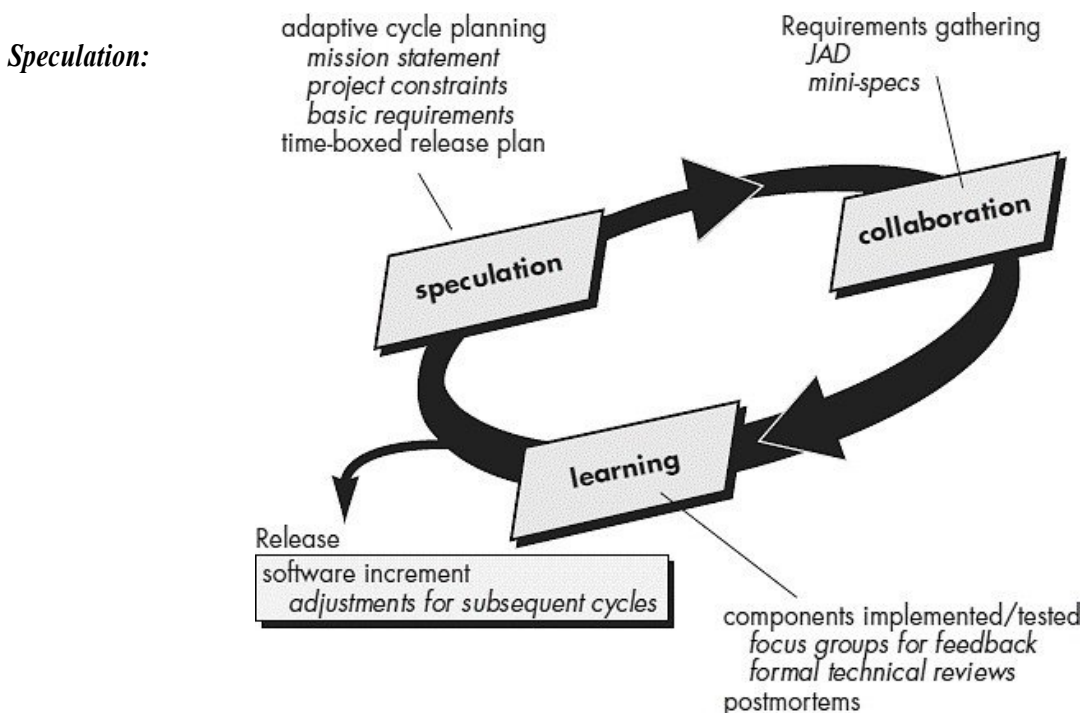 Speculation:
adaptive cycle planning
mission statement
project constraints
basic requirements
time-boxed release plan
Requirements gathering
JAD
mini-specs
speculation
collaboration
learning
Release
software increment
adjustments for subsequent cycles
components implemented/tested
focus groups for feedback
formal technical reviews
postmortems